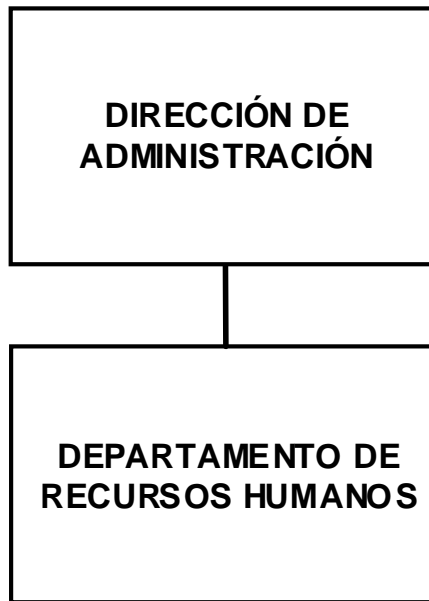 DIRECCIÓN DE
ADMINISTRACIÓN
DEPARTAMENTO DE
RECURSOS HUMANOS